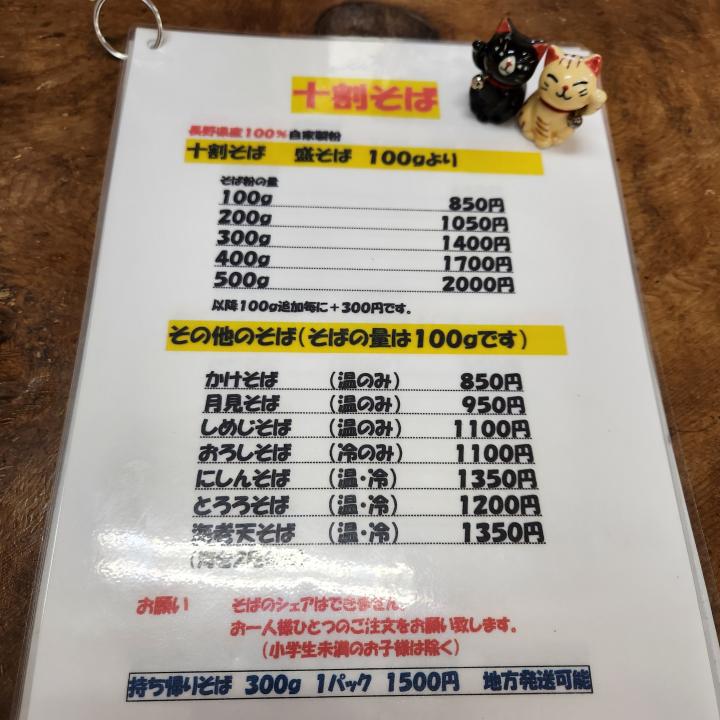 十割そば
長野県産100%自家製粉
十割そば 盛そば 100gより
そば粉の量
100g 850円
200g 1050円
300g 1400円
400g 1700円
500g 2000円
以降100g追加毎に+300円です。
その他のそば(そばの量は100gです)
かけそば (温のみ) 850円
月見そば (温のみ) 950円
しめじそば (温のみ) 1100円
おろしそば (冷のみ) 1100円
にしんそば (温・冷) 1350円
とろろそば (温・冷) 1200円
海老天そば (温・冷) 1350円
お願い そばのシェアはできません。
お一人様ひとつのご注文をお願い致します。
(小学生未満のお子様は除く)
持ち帰りそば 300g 1パック 1500円 地方発送可能